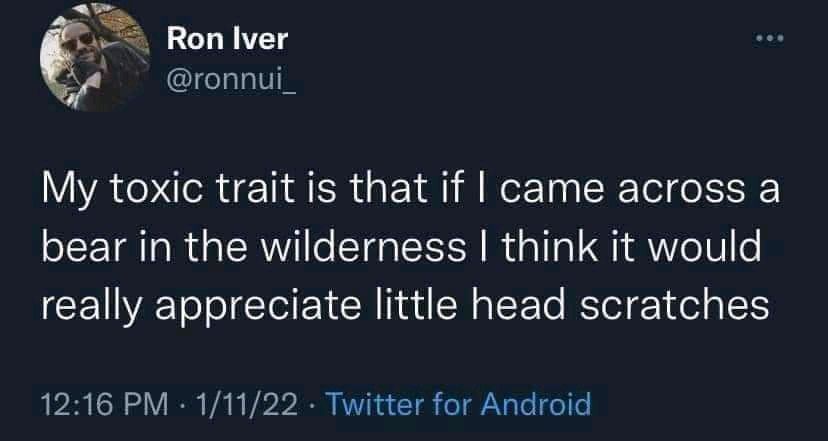 Ron Iver
@ronnui_
My toxic trait is that if I came across a
bear in the wilderness I think it would
really appreciate little head scratches
12:16 PM · 1/11/22 · Twitter for Android